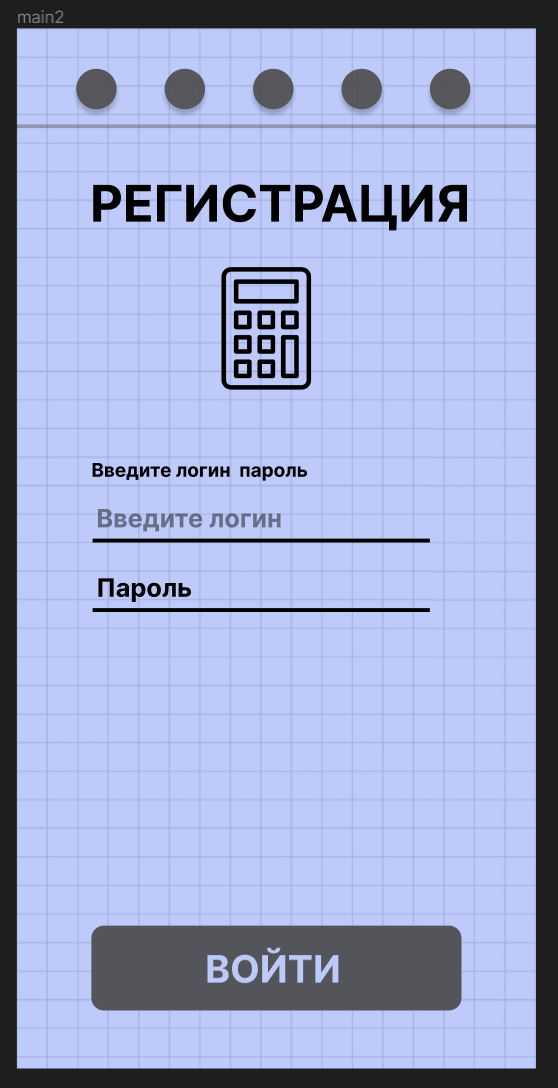 main2
РЕГИСТРАЦИЯ
Введите логин пароль
Введите логин
Пароль
ВОЙТИ